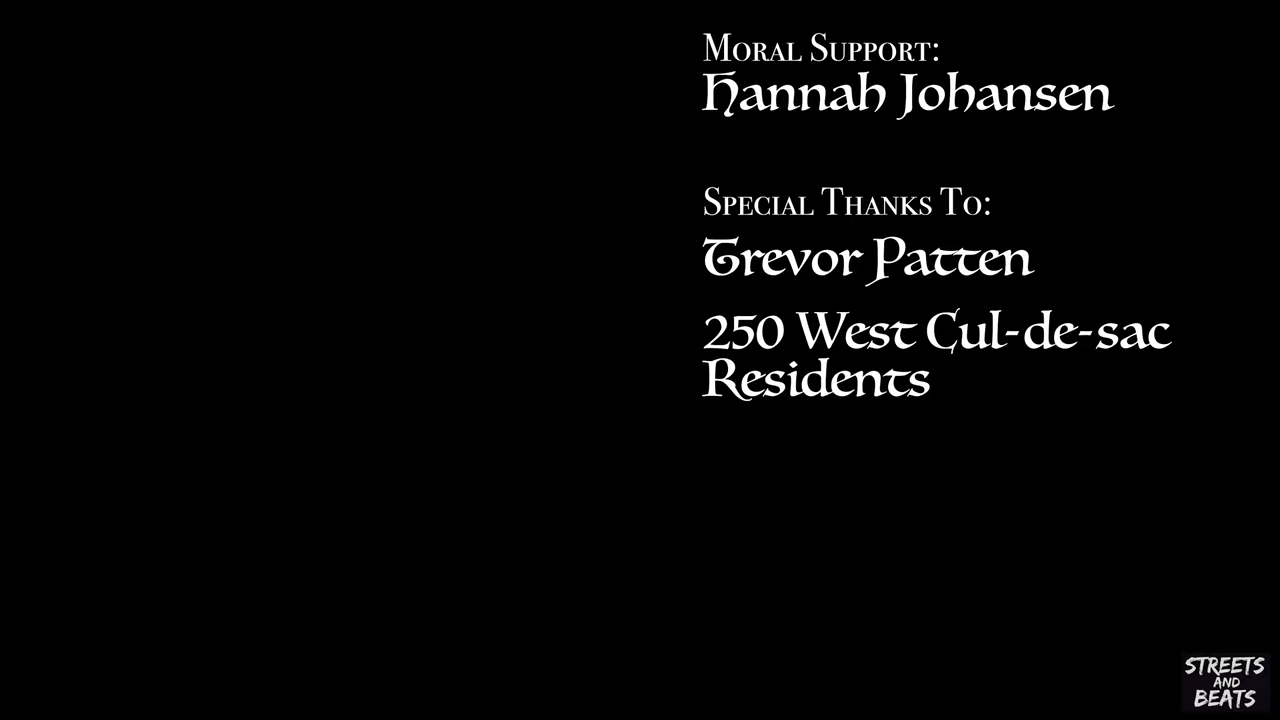 Moral Support:
Hannah Johansen
Special Thanks To:
Trevor Patten
250 West Cul-de-sac
Residents
STREETS
AND
BEATS